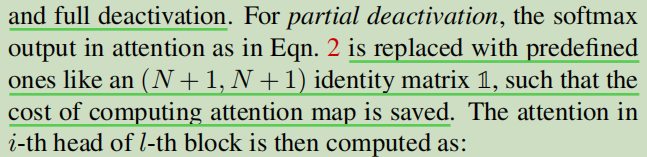 and full deactivation. For partial deactivation, the softmax
output in attention as in Eqn. 2 is replaced with predefined
ones like an (N + 1, N + 1) identity matrix 𝟙, such that the
cost of computing attention map is saved. The attention in
i-th head of l-th block is then computed as: